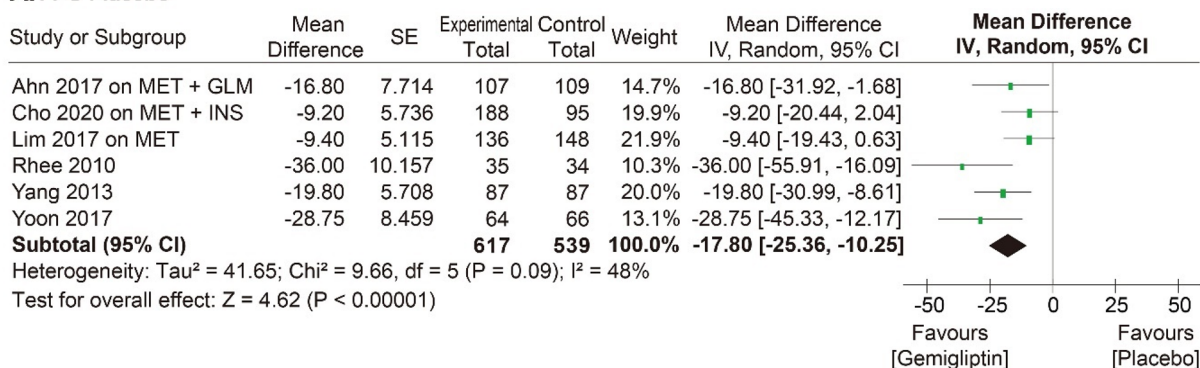 Study or Subgroup Mean Difference SE Experimental Total Control Total Weight Mean Difference IV, Random, 95% CI Mean Difference IV, Random, 95% CI
Ahn 2017 on MET + GLM -16.80 7.714 107 109 14.7% -16.80 [-31.92, -1.68]
Cho 2020 on MET + INS -9.20 5.736 188 95 19.9% -9.20 [-20.44, 2.04]
Lim 2017 on MET -9.40 5.115 136 148 21.9% -9.40 [-19.43, 0.63]
Rhee 2010 -36.00 10.157 35 34 10.3% -36.00 [-55.91, -16.09]
Yang 2013 -19.80 5.708 87 87 20.0% -19.80 [-30.99, -8.61]
Yoon 2017 -28.75 8.459 64 66 13.1% -28.75 [-45.33, -12.17]
Subtotal (95% CI) 617 539 100.0% -17.80 [-25.36, -10.25]
Heterogeneity: Tau² = 41.65; Chi² = 9.66, df = 5 (P = 0.09); I² = 48%
Test for overall effect: Z = 4.62 (P < 0.00001)
-50 -25 0 25 50
Favours [Gemigliptin] Favours [Placebo]